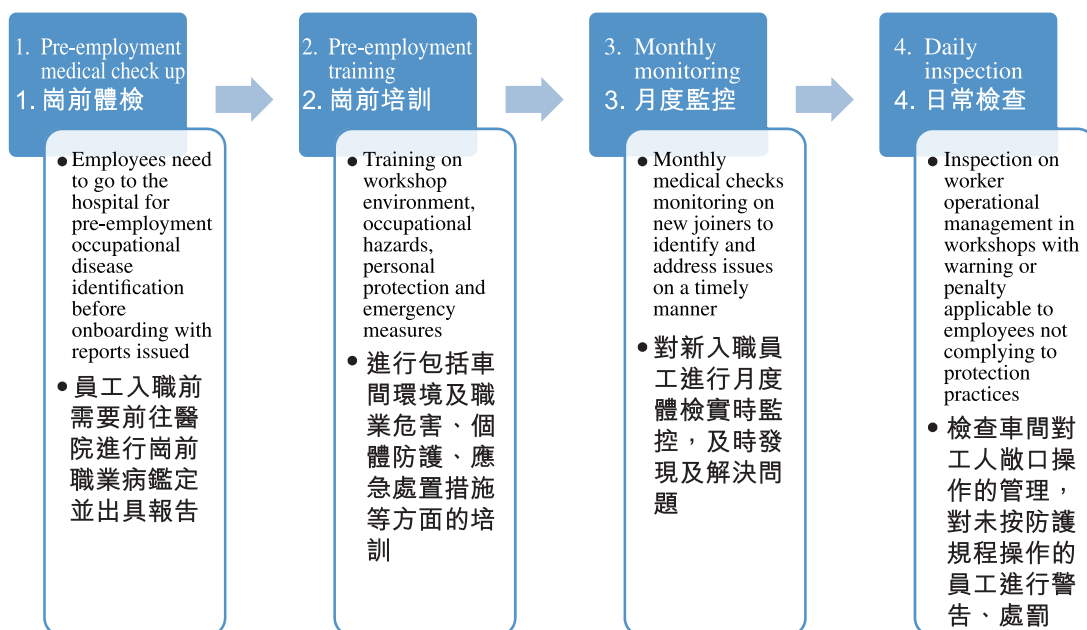 1. Pre-employment
medical check up
1. 崗前體檢
● Employees need
to go to the
hospital for
pre-employment
occupational
disease
identification
before
onboarding with
reports issued
● 員工入職前
需要前往醫
院進行崗前
職業病鑑定
並出具報告
2. Pre-employment
training
2. 崗前培訓
● Training on
workshop
environment,
occupational
hazards,
personal
protection and
emergency
measures
● 進行包括車
間環境及職
業危害、個
體防護、應
急處置措施
等方面的培
訓
3. Monthly
monitoring
3. 月度監控
● Monthly
medical checks
monitoring on
new joiners to
identify and
address issues
on a timely
manner
● 對新入職員
工進行月度
體檢實時監
控，及時發
現及解決問
題
4. Daily
inspection
4. 日常檢查
● Inspection on
worker
operational
management in
workshops with
warning or
penalty
applicable to
employees not
complying to
protection
practices
● 檢查車間對
工人敞口操
作的管理，
對未按防護
規程操作的
員工進行警
告、處罰